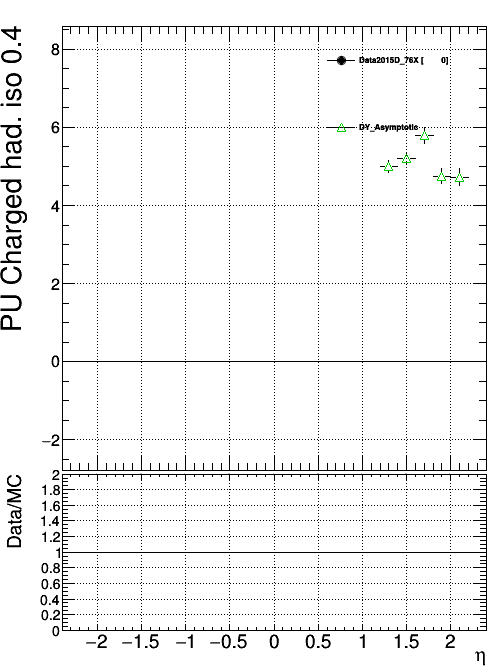 PU Charged had. iso 0.4
8
Data2015D_76X [ 0]
6
DY_Asymptotic
4
2
0
−2
Data/MC
2
1.8
1.6
1.4
1.2
1
0.8
0.6
0.4
0.2
0
−2 −1.5 −1 −0.5 0 0.5 1 1.5 2
η